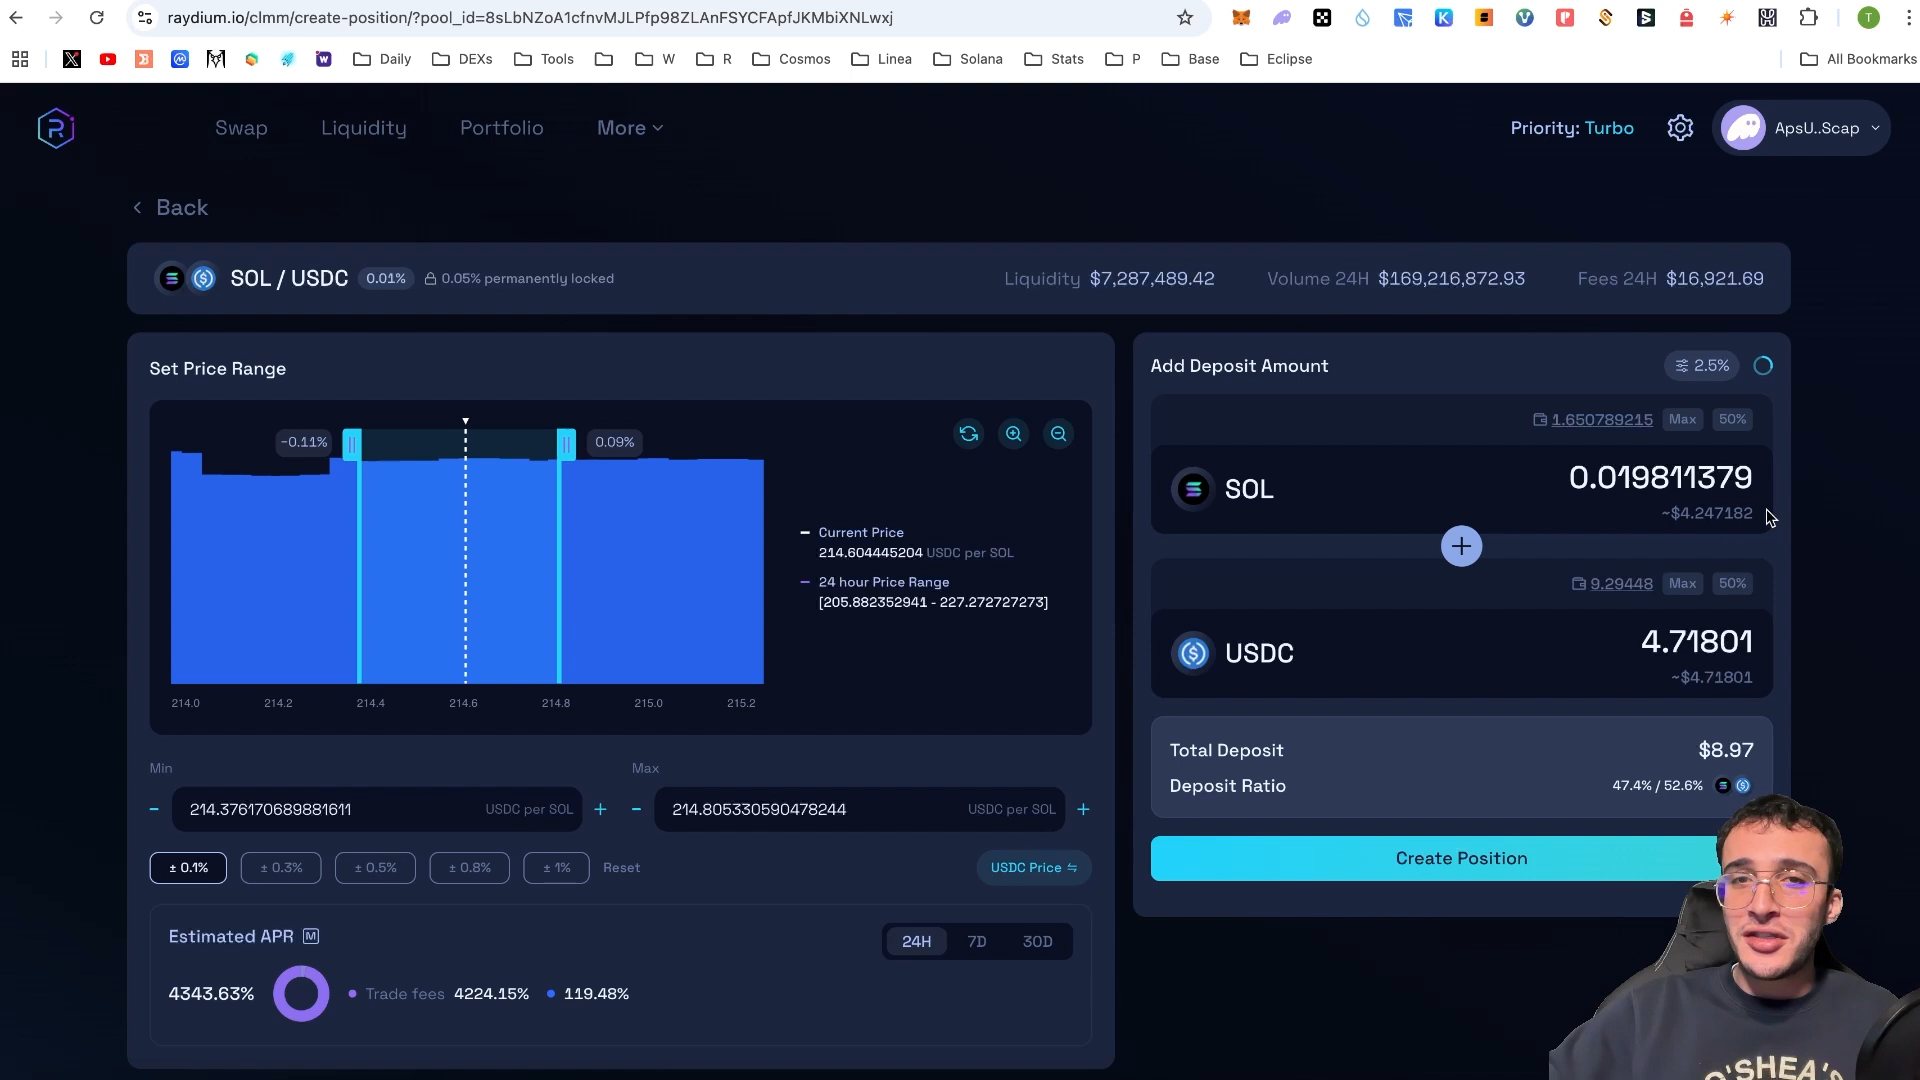 raydium.io/clmm/create-position/?pool_id=8sLbNZoA1cfnvMJLPfp98ZLAnFSYCFApfJKMbiXNLwxj
T
Daily
DEXs
Tools
W
R
Cosmos
Linea
Solana
Stats
P
Base
Eclipse
All Bookmarks
Swap
Liquidity
Portfolio
More
Priority: Turbo
ApsU..Scap
Back
SOL / USDC
0.01%
0.05% permanently locked
Liquidity $7,287,489.42
Volume 24H $169,216,872.93
Fees 24H $16,921.69
Set Price Range
-0.11%
0.09%
Current Price
214.604445204 USDC per SOL
24 hour Price Range
[205.882352941 - 227.272727273]
214.0
214.2
214.4
214.6
214.8
215.0
215.2
Min
214.376170689881611 USDC per SOL
Max
214.805330590478244 USDC per SOL
± 0.1%
± 0.3%
± 0.5%
± 0.8%
± 1%
Reset
USDC Price
Estimated APR M
24H
7D
30D
4343.63%
Trade fees 4224.15%
119.48%
Add Deposit Amount
2.5%
1.650789215
Max
50%
SOL
0.019811379
~$4.247182
9.29448
Max
50%
USDC
4.71801
~$4.71801
Total Deposit
$8.97
Deposit Ratio
47.4% / 52.6%
Create Position
O'SHEA'S